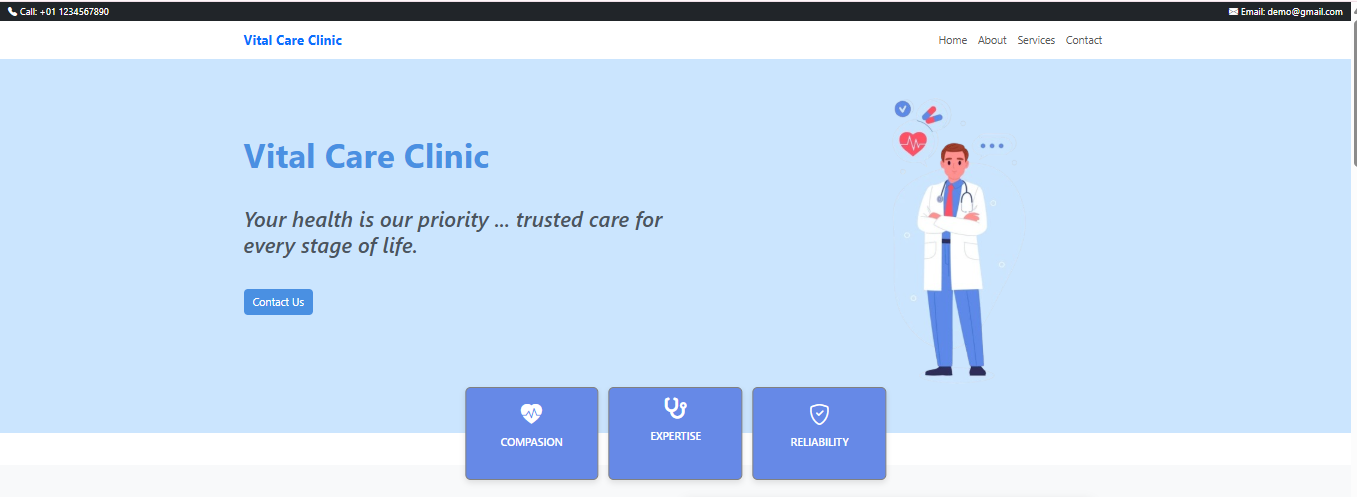 Call: +01 1234567890
Email: demo@gmail.com
Vital Care Clinic
Home About Services Contact
Vital Care Clinic
Your health is our priority ... trusted care for
every stage of life.
Contact Us
COMPASION
EXPERTISE
RELIABILITY